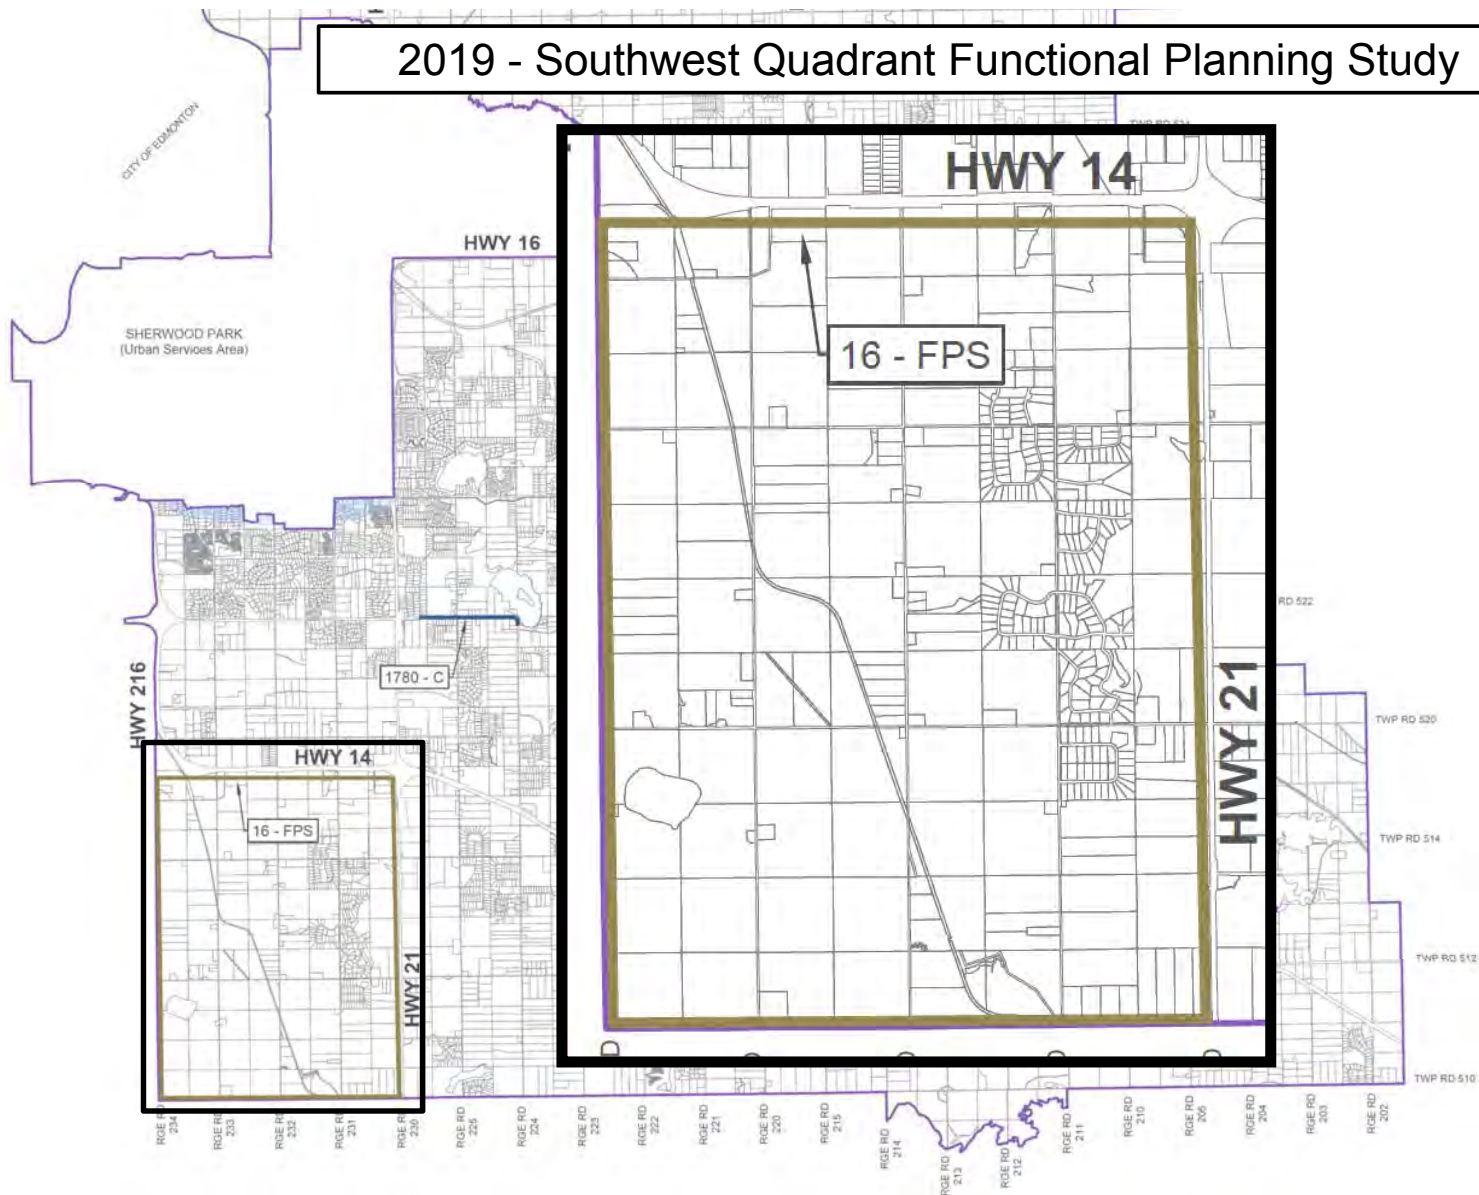 2019 - Southwest Quadrant Functional Planning Study
CITY OF EDMONTON
HWY 14
HWY 16
SHERWOOD PARK
(Urban Services Area)
16 - FPS
RD 522
1780 - C
HWY 216
HWY 21
TWP RD 520
HWY 14
16 - FPS
TWP RD 514
HWY 21
TWP RD 512
D
D
D
D
D
TWP RD 510
RGE RD
234
RGE RD
233
RGE RD
232
RGE RD
231
RGE RD
230
RGE RD
225
RGE RD
224
RGE RD
223
RGE RD
222
RGE RD
221
RGE RD
220
RGE RD
215
RGE RD
214
RGE RD
213
RGE RD
212
RGE RD
211
RGE RD
210
RGE RD
205
RGE RD
204
RGE RD
203
RGE RD
202